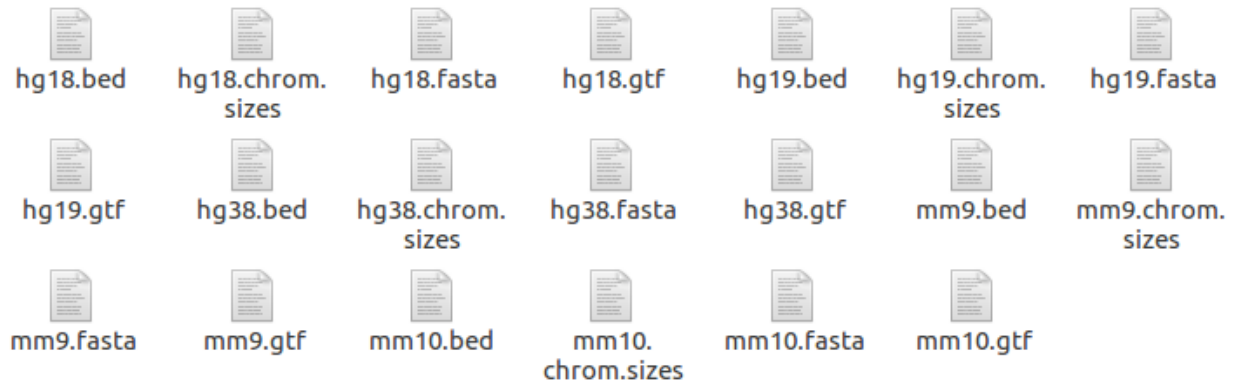 hg18.bed
hg18.chrom.
sizes
hg18.fasta
hg18.gtf
hg19.bed
hg19.chrom.
sizes
hg19.fasta
hg19.gtf
hg38.bed
hg38.chrom.
sizes
hg38.fasta
hg38.gtf
mm9.bed
mm9.chrom.
sizes
mm9.fasta
mm9.gtf
mm10.bed
mm10.
chrom.sizes
mm10.fasta
mm10.gtf